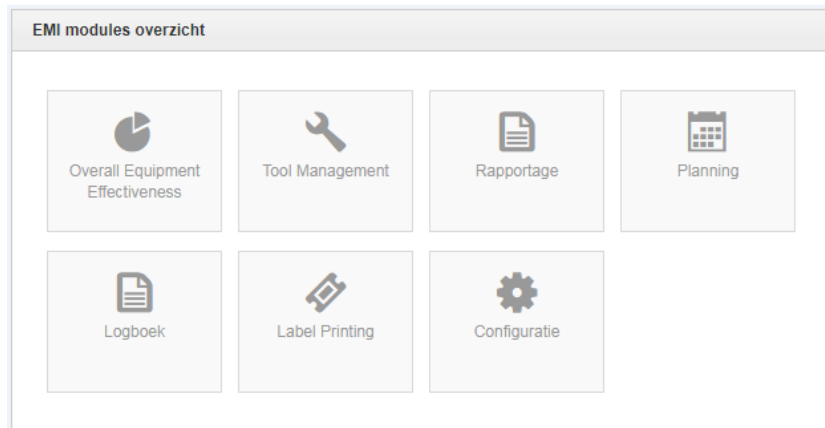 EMI modules overzicht
Overall Equipment
Effectiveness
Tool Management
Rapportage
Planning
Logboek
Label Printing
Configuratie